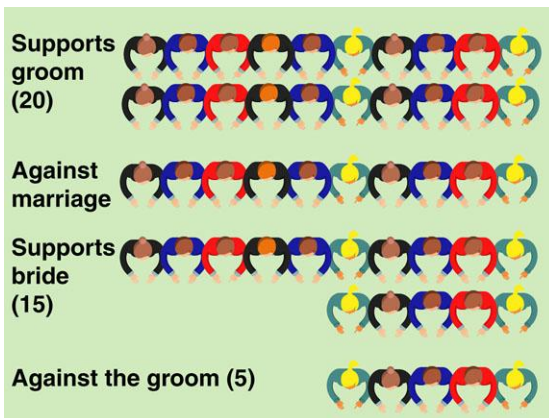 Supports
groom
(20)
Against
marriage
Supports
bride
(15)
Against the groom (5)